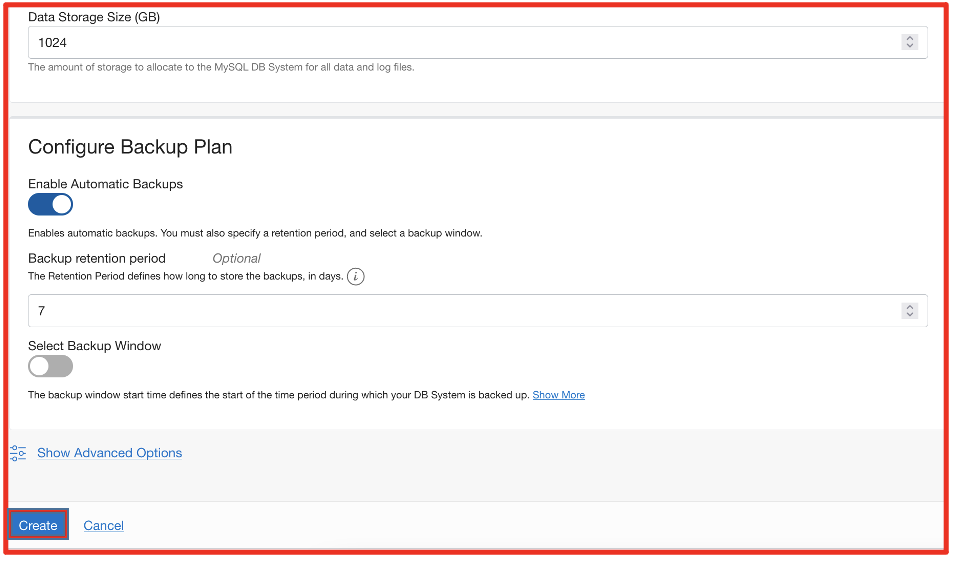 Data Storage Size (GB)
1024
The amount of storage to allocate to the MySQL DB System for all data and log files.
Configure Backup Plan
Enable Automatic Backups
Enables automatic backups. You must also specify a retention period, and select a backup window.
Backup retention period Optional
The Retention Period defines how long to store the backups, in days. i
7
Select Backup Window
The backup window start time defines the start of the time period during which your DB System is backed up. Show More
Show Advanced Options
Create Cancel